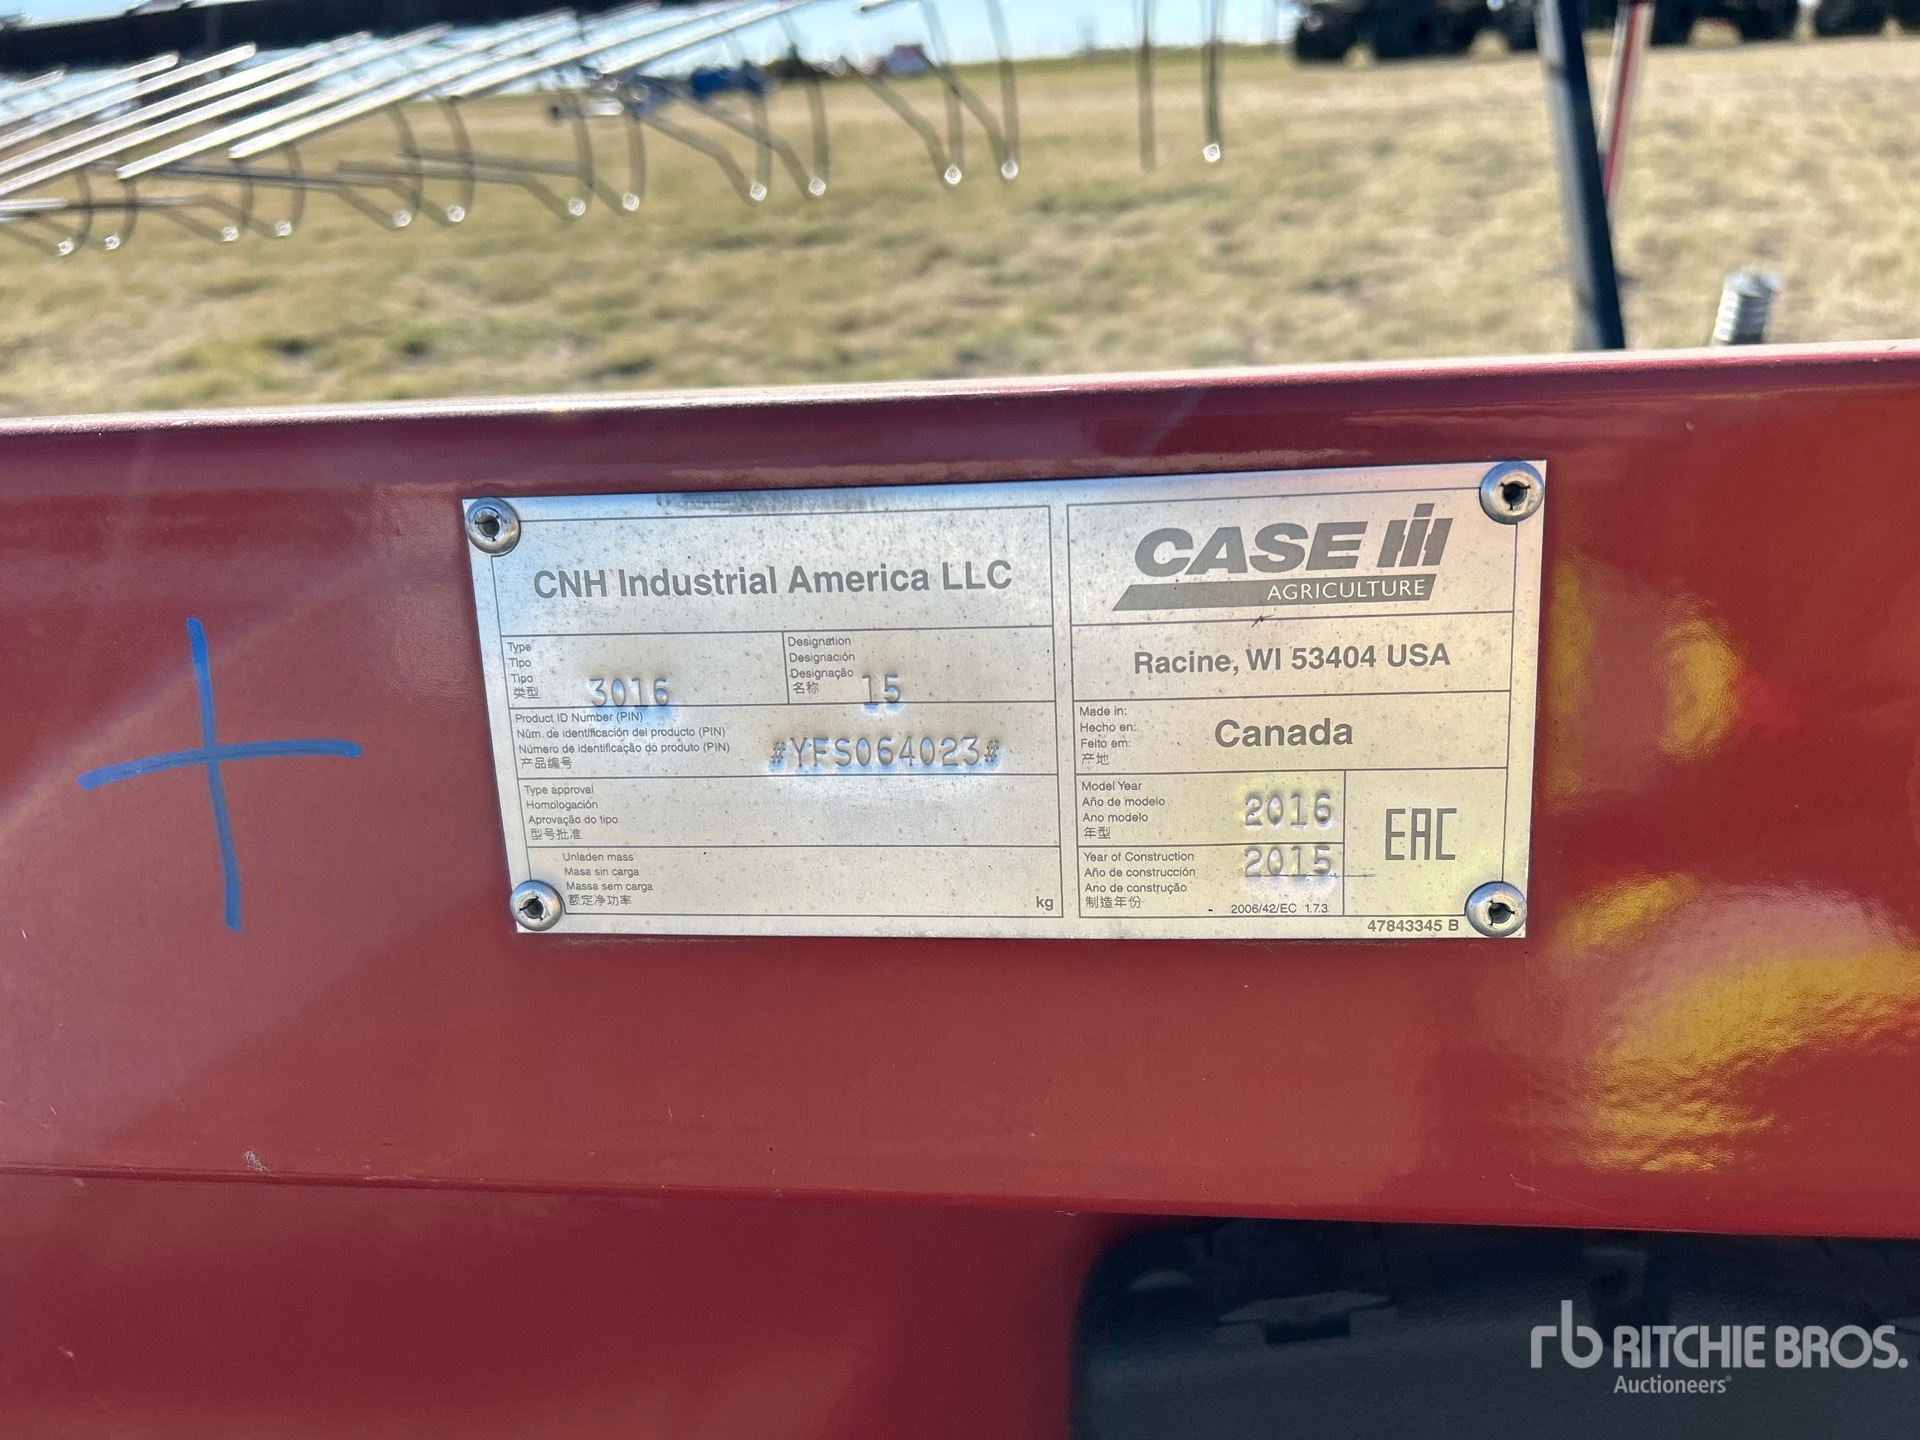 CNH Industrial America LLC
Type
Tipo
Tipo
类型
3016
Designation
Designación
Designação
名称
15
Product ID Number (PIN)
Núm. de identificación del producto (PIN)
Número de identificação do produto (PIN)
产品编号
#YFS064023#
Type approval
Homologación
Aprovação do tipo
型号批准
Unladen mass
Masa sin carga
Massa sem carga
额定净功率
kg
CASE IH
AGRICULTURE
Racine, WI 53404 USA
Made in:
Hecho en:
Feito em:
产地
Canada
Model Year
Año de modelo
Ano modelo
年型
2016
Year of Construction
Año de construcción
Ano de construção
制造年份
2015
2006/42/EC 1.7.3
EAC
47843345 B
rb RITCHIE BROS.
Auctioneers®